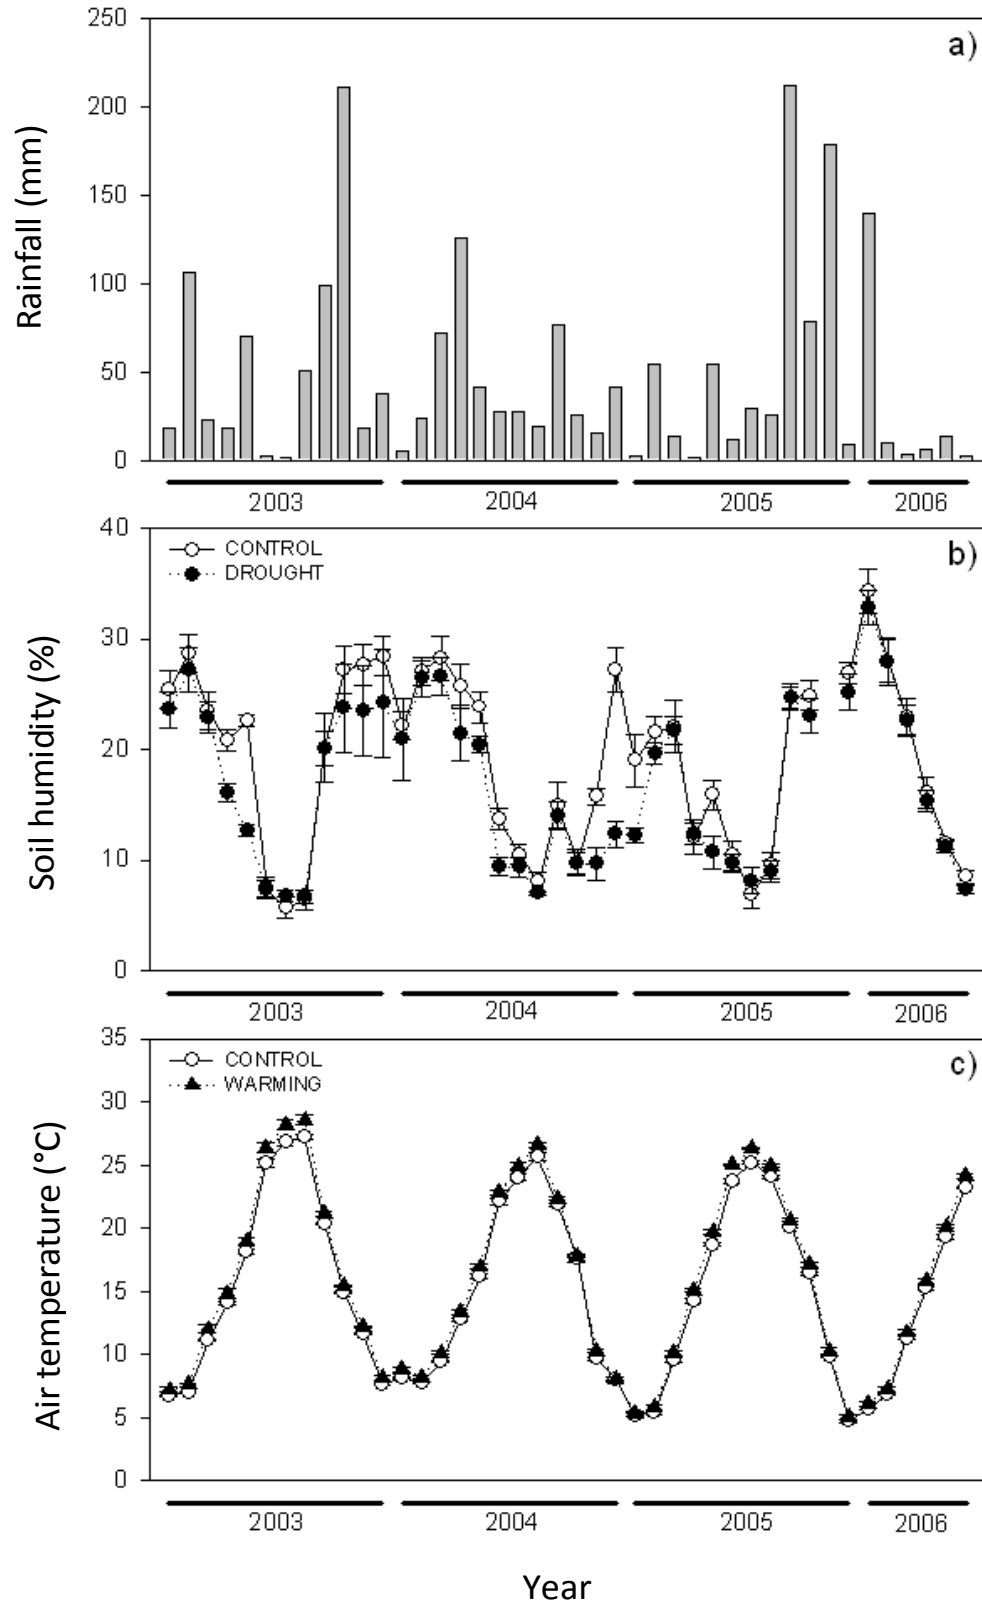 250
a)
200
150
100
50
0
Rainfall (mm)
2003 2004 2005 2006
40
b)
CONTROL
DROUGHT
30
20
10
0
Soil humidity (%)
2003 2004 2005 2006
35
c)
CONTROL
WARMING
30
25
20
15
10
5
0
Air temperature (°C)
2003 2004 2005 2006
Year